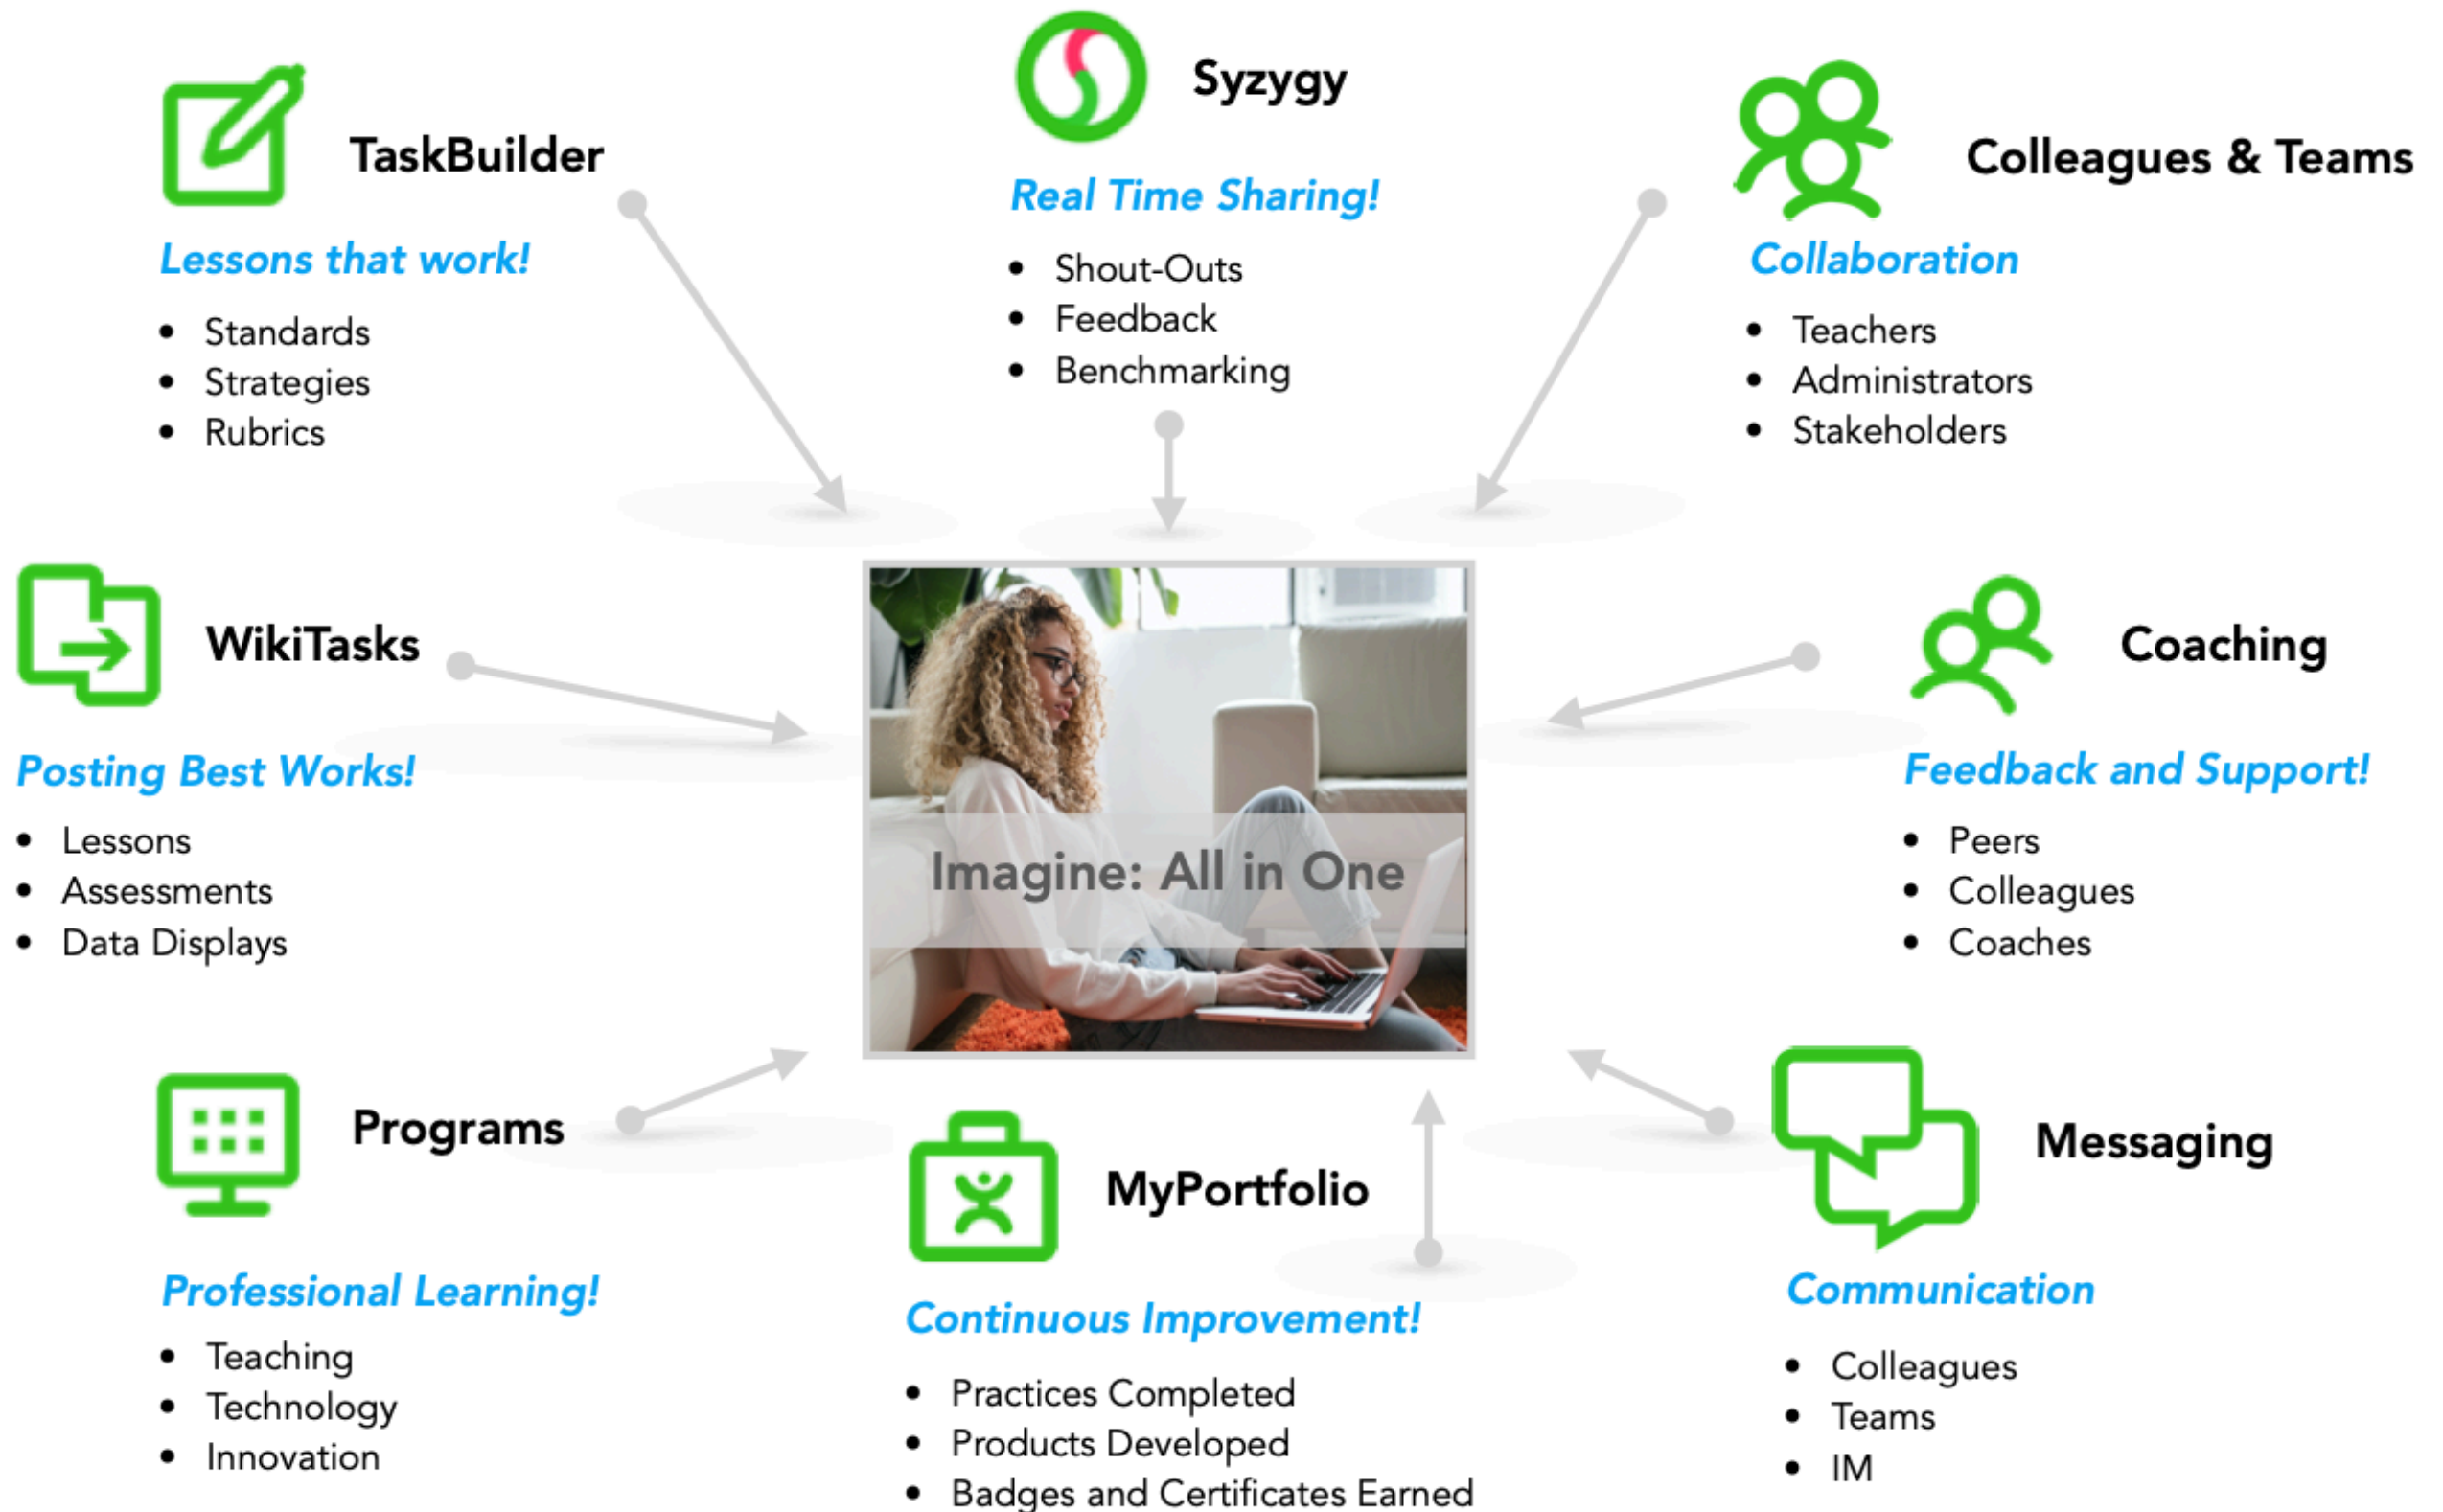 TaskBuilder
Lessons that work!
• Standards
• Strategies
• Rubrics
Syzygy
Real Time Sharing!
• Shout-Outs
• Feedback
• Benchmarking
Colleagues & Teams
Collaboration
• Teachers
• Administrators
• Stakeholders
WikiTasks
Posting Best Works!
• Lessons
• Assessments
• Data Displays
Imagine: All in One
Coaching
Feedback and Support!
• Peers
• Colleagues
• Coaches
Programs
Professional Learning!
• Teaching
• Technology
• Innovation
MyPortfolio
Continuous Improvement!
• Practices Completed
• Products Developed
• Badges and Certificates Earned
Messaging
Communication
• Colleagues
• Teams
• IM